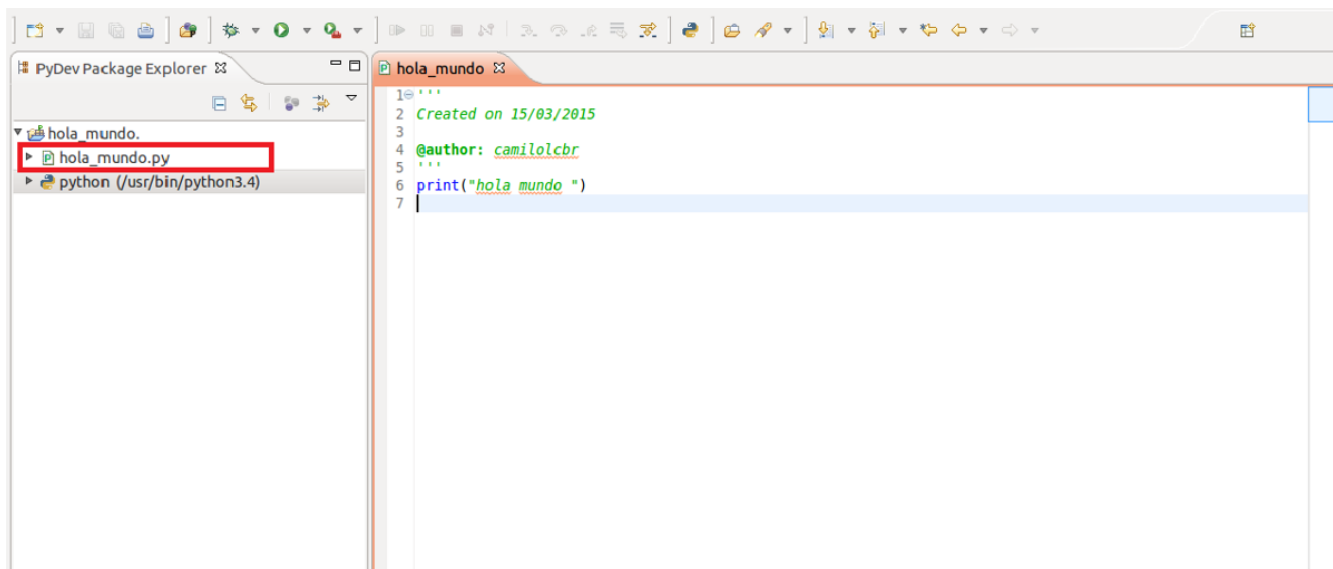 PyDev Package Explorer
hola_mundo.
hola_mundo.py
python (/usr/bin/python3.4)
hola_mundo
1 '''
2 Created on 15/03/2015
3
4 @author: camilolcbr
5 '''
6 print("hola mundo ")
7